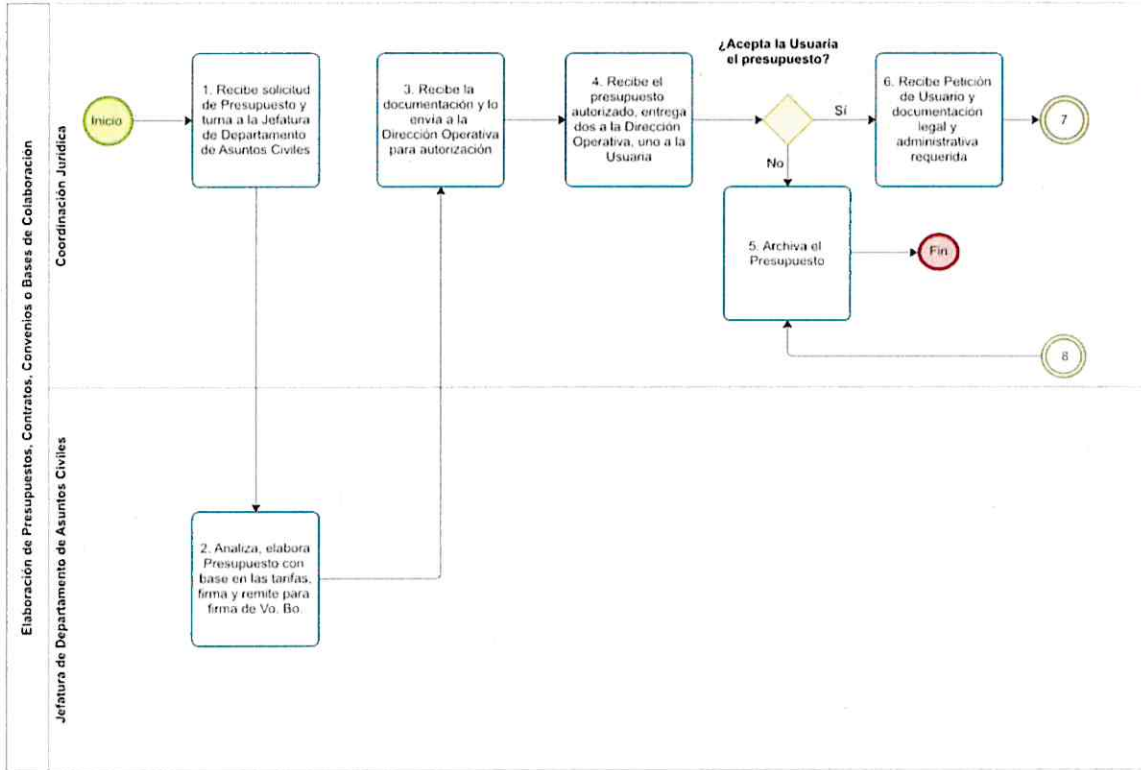 Elaboración de Presupuestos, Contratos, Convenios o Bases de Colaboración
Coordinación Jurídica
Inicio
1. Recibe solicitud
de Presupuesto y
turna a la Jefatura
de Departamento
de Asuntos Civiles
3. Recibe la
documentación y lo
envía a la
Dirección Operativa
para autorización
4. Recibe el
presupuesto
autorizado, entrega
dos a la Dirección
Operativa, uno a la
Usuaria
¿Acepta la Usuaria
el presupuesto?
Sí
No
6. Recibe Petición
de Usuario y
documentación
legal y
administrativa
requerida
7
5. Archiva el
Presupuesto
Fin
8
Jefatura de Departamento de Asuntos Civiles
2. Analiza, elabora
Presupuesto con
base en las tarifas,
firma y remite para
firma de Vo. Bo.